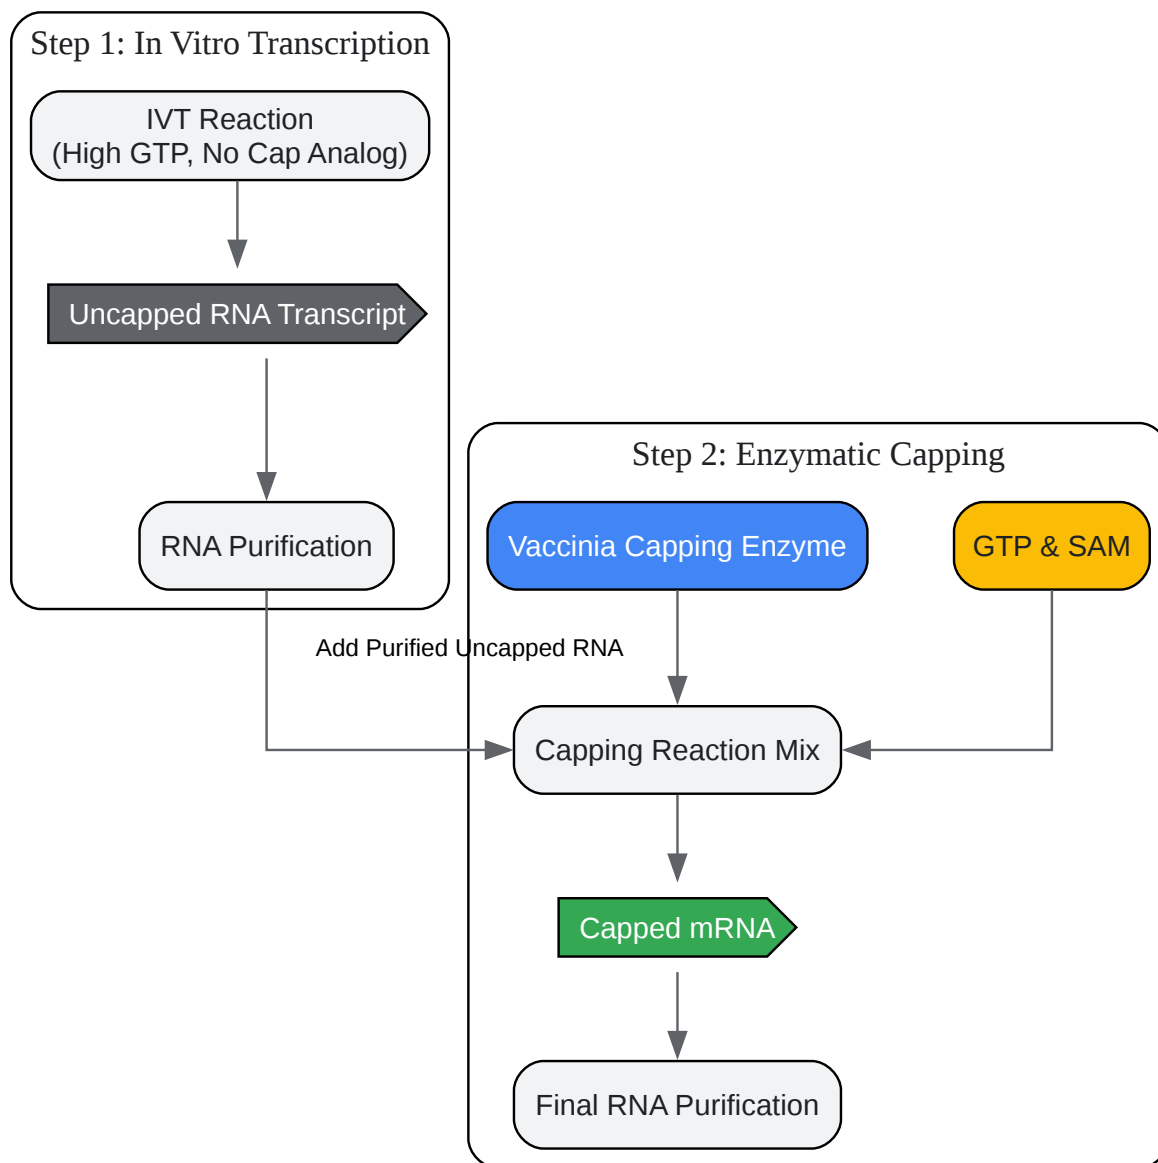 Step 1: In Vitro Transcription
IVT Reaction
(High GTP, No Cap Analog)
Uncapped RNA Transcript
RNA Purification
Step 2: Enzymatic Capping
Vaccinia Capping Enzyme
GTP & SAM
Add Purified Uncapped RNA
Capping Reaction Mix
Capped mRNA
Final RNA Purification